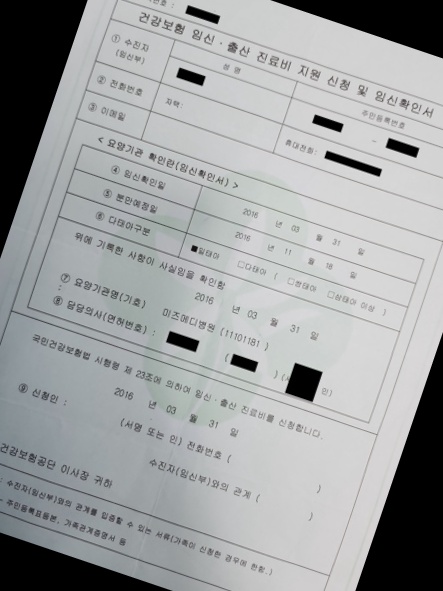 번호 :
건강보험 임신·출산 진료비 지원 신청 및 임신확인서
① 수진자 (임신부)
성 명
주민등록번호
-
② 전화번호
자택:
휴대전화:
③ 이메일
< 요양기관 확인란(임신확인서) >
④ 임신확인일 2016 년 03 월 31 일
⑤ 분만예정일 2016 년 11 월 18 일
⑥ 다태아구분 ■일태아 □다태아 ( □쌍태아 □삼태아 이상 )
위에 기록한 사항이 사실임을 확인함
2016 년 03 월 31 일
⑦ 요양기관명(기호) : 미즈메디병원 (11101181 )
⑧ 담당의사(면허번호) : ( ) ( 인)
국민건강보험법 시행령 제 23조에 의하여 임신·출산 진료비를 신청합니다.
2016 년 03 월 31 일
⑨ 신청인 : (서명 또는 인) 전화번호 ( )
수진자(임신부)와의 관계 ( )
건강보험공단 이사장 귀하
: 수진자(임신부)와의 관계를 입증할 수 있는 서류(가족이 신청한 경우에 한함.)
- 주민등록표등본, 가족관계증명서 등